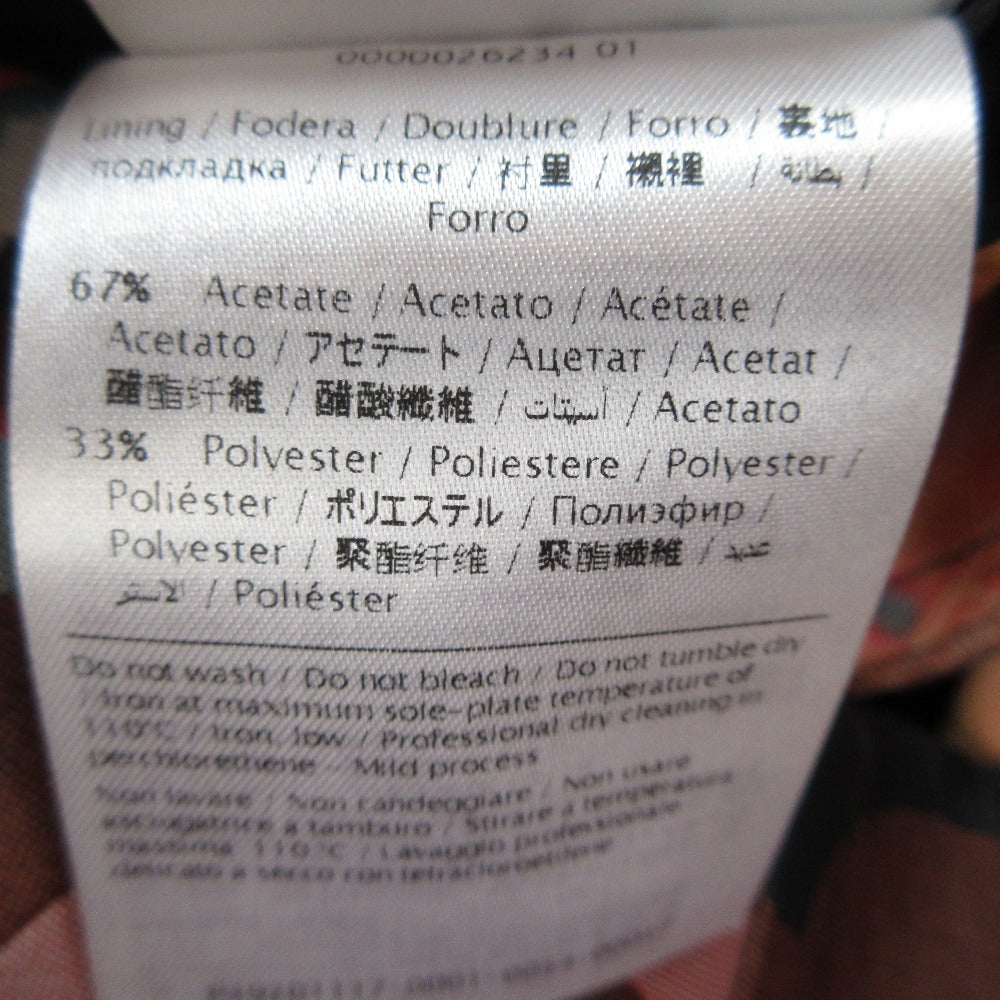 0000026234 01
Lining / Fodera / Doublure / Forro / 裏地 /
подкладка / Futter / 衬里 / 襯裡 / بطانة /
Forro
67% Acetate / Acetato / Acétate /
Acetato / アセテート / Ацетат / Acetat /
醋酯纤維 / 醋酸纖維 / أسيتات / Acetato
33% Polyester / Poliestere / Polyester /
Poliéster / ポリエステル / Полиэфир /
Polyester / 聚酯纤维 / 聚酯纖維 /
/ Poliéster
Do not wash / Do not bleach / Do not tumble dry
/ Iron at maximum sole-plate temperature of
110°C / Iron, low / Professional dry cleaning in
perchlorethene - Mild process
Non lavare / Non candeggiare / Non usare
asciugatrice a tamburo / Stirare a temperatura
massima 110°C / Lavaggio professionale
delicato a secco con tetracloroetilene